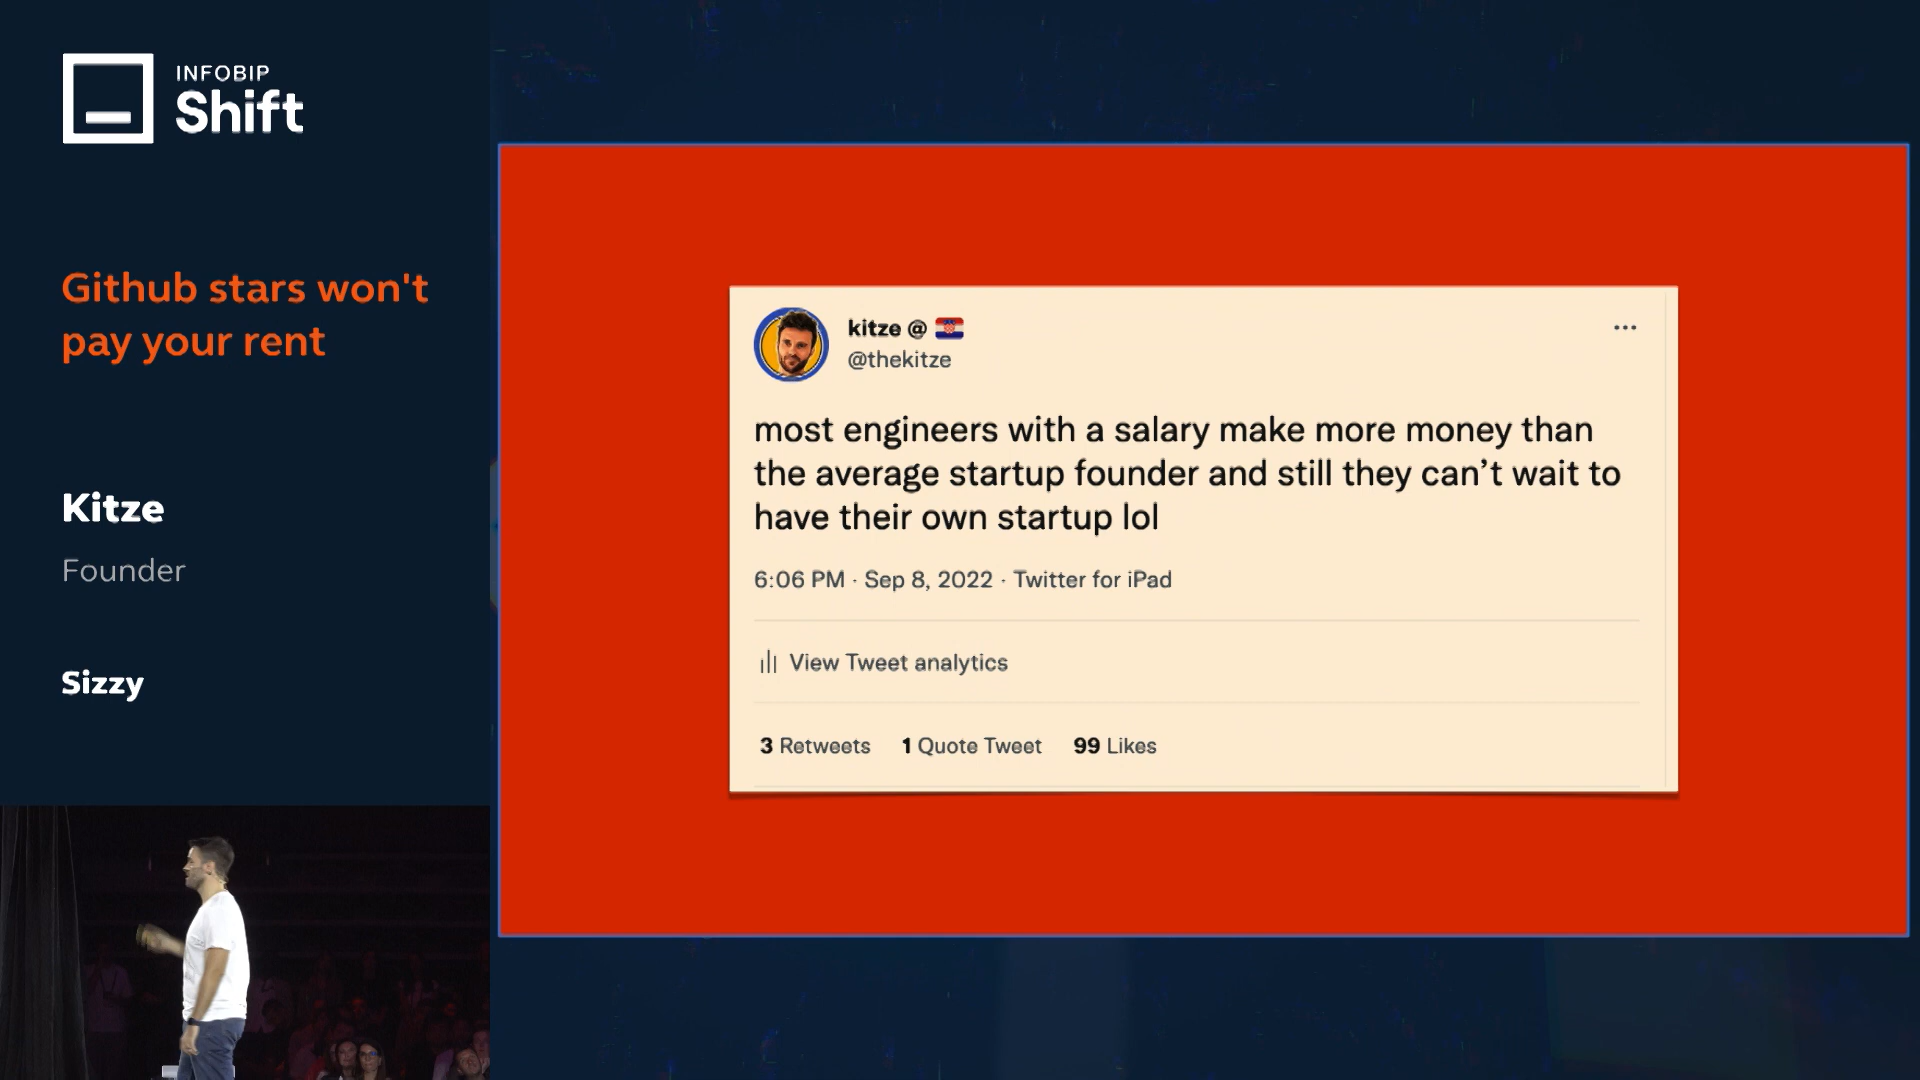 INFOBIP
Shift
Github stars won't
pay your rent
Kitze
Founder
Sizzy
kitze @ 🇭🇷
@thekitze
most engineers with a salary make more money than
the average startup founder and still they can’t wait to
have their own startup lol
6:06 PM · Sep 8, 2022 · Twitter for iPad
View Tweet analytics
3 Retweets 1 Quote Tweet 99 Likes